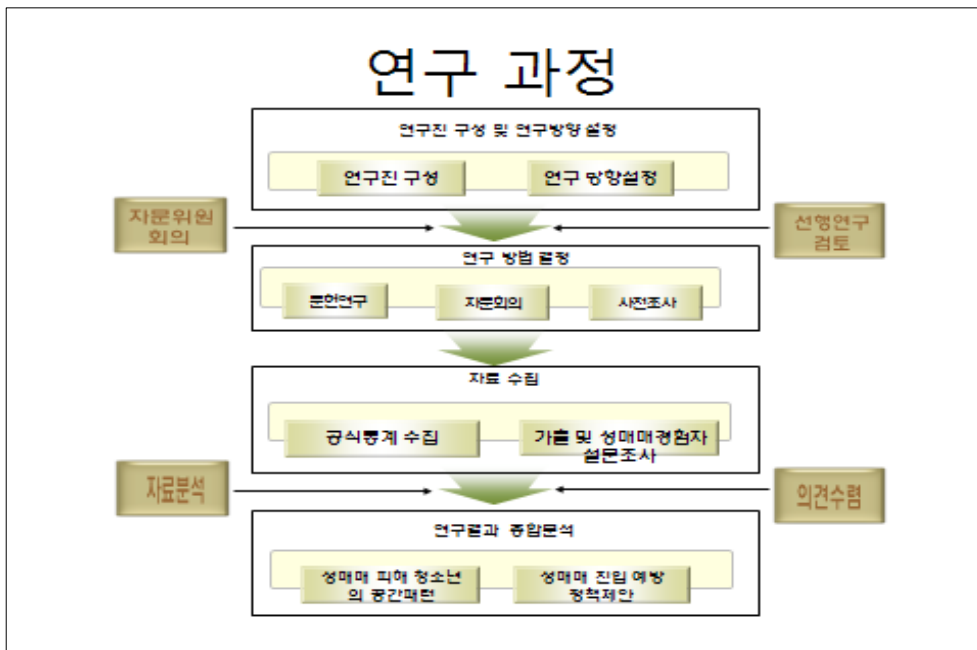 연구 과정
연구진 구성 및 연구방향 설정
연구진 구성
연구 방향설정
자문위원
회의
선행연구
검토
연구 방법 결정
문헌연구
자문회의
사전조사
자료 수집
공식통계 수집
가출 및 성매매경험자
설문조사
자료분석
의견수렴
연구결과 종합분석
성매매 피해 청소년
의 공간패턴
성매매 진입 예방
정책제안